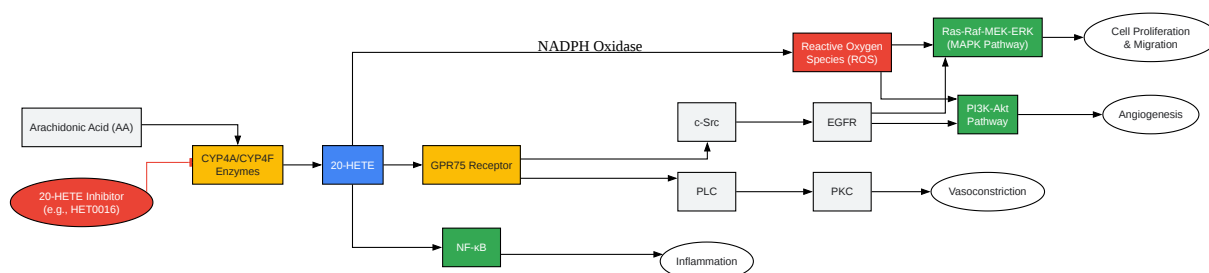 NADPH Oxidase
Reactive Oxygen
Species (ROS)
Ras-Raf-MEK-ERK
(MAPK Pathway)
Cell Proliferation
& Migration
Arachidonic Acid (AA)
c-Src
EGFR
PI3K-Akt
Pathway
Angiogenesis
CYP4A/CYP4F
Enzymes
20-HETE
GPR75 Receptor
20-HETE Inhibitor
(e.g., HET0016)
PLC
PKC
Vasoconstriction
NF-κB
Inflammation